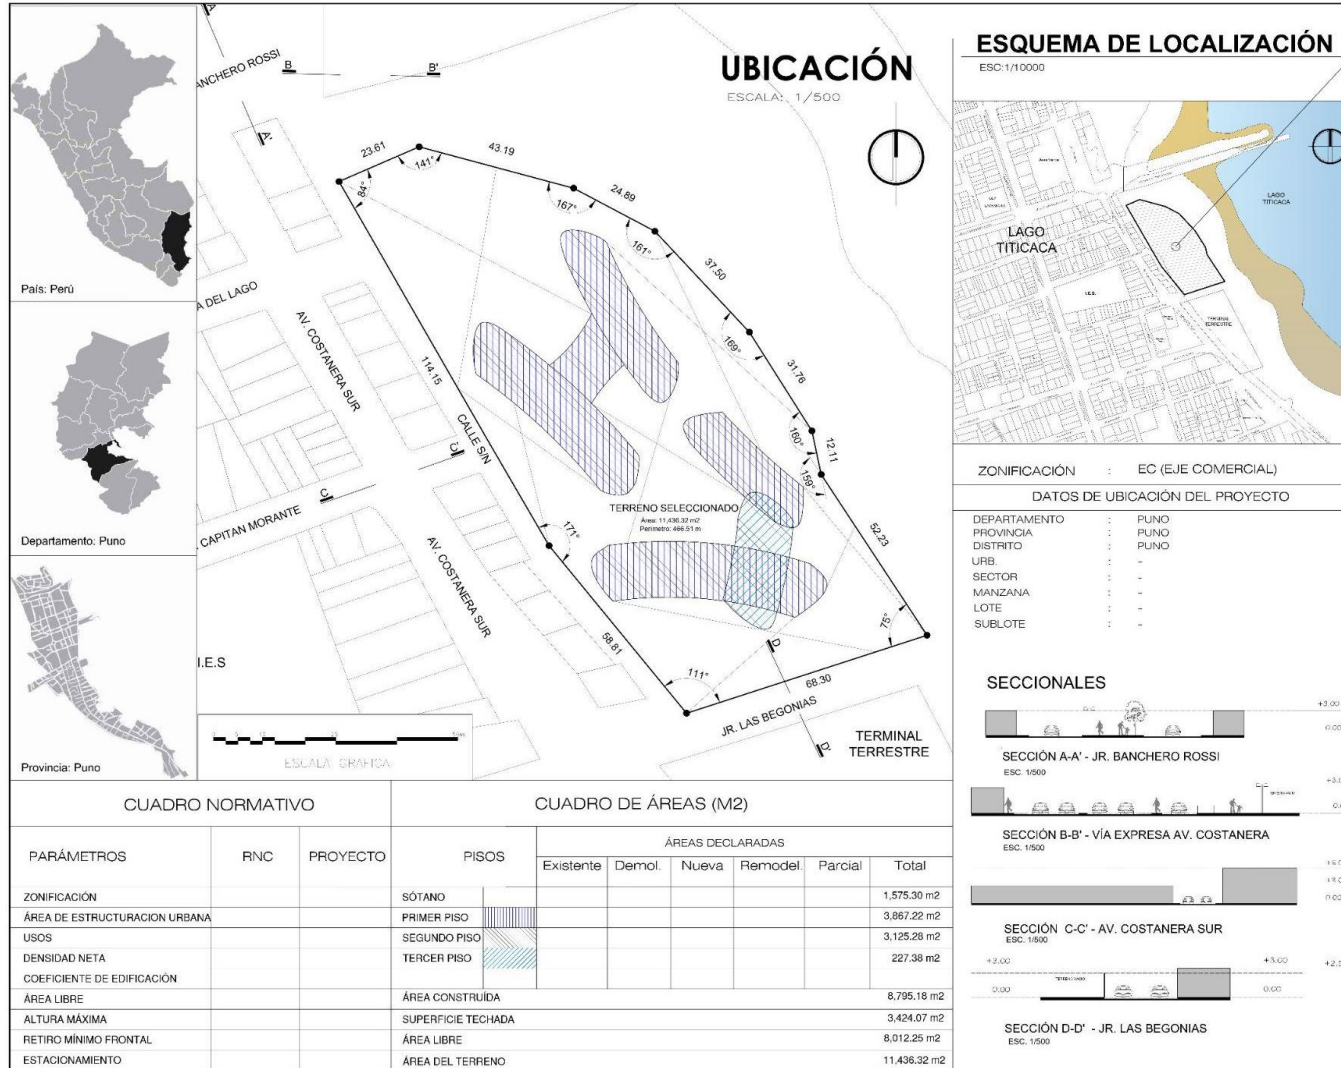 UBICACIÓN
ESCALA: 1/500
País: Perú
Departamento: Puno
Provincia: Puno
A
A'
B
B'
C
C'
D
D'
ANCHERO ROSSI
A DEL LAGO
AV. COSTANERA SUR
CALLE S/N
CAPITAN MORANTE
AV. COSTANERA SUR
I.E.S
JR. LAS BEGONIAS
TERMINAL
TERRESTRE
23.61
43.19
24.89
37.50
31.76
12.11
52.23
68.30
58.81
114.15
84°
141°
167°
161°
169°
160°
159°
75°
111°
171°
TERRENO SELECCIONADO
Área: 11,436.32 m2
Perimetro: 466.51 m
ESCALA GRAFICA
ESQUEMA DE LOCALIZACIÓN
ESC:1/10000
LAGO
TITICACA
LAGO
TITICACA
TERMINAL
TERRESTRE
ZONIFICACIÓN : EC (EJE COMERCIAL)
DATOS DE UBICACIÓN DEL PROYECTO
DEPARTAMENTO : PUNO
PROVINCIA : PUNO
DISTRITO : PUNO
URB. : -
SECTOR : -
MANZANA : -
LOTE : -
SUBLOTE : -
SECCIONALES
+3.00
0.00
SECCIÓN A-A' - JR. BANCHERO ROSSI
ESC. 1/500
SECCIÓN B-B' - VÍA EXPRESA AV. COSTANERA
ESC. 1/500
SECCIÓN C-C' - AV. COSTANERA SUR
ESC. 1/500
+3.00
0.00
+3.00
0.00
SECCIÓN D-D' - JR. LAS BEGONIAS
ESC. 1/500
CUADRO NORMATIVO
PARÁMETROS RNC PROYECTO
ZONIFICACIÓN
ÁREA DE ESTRUCTURACION URBANA
USOS
DENSIDAD NETA
COEFICIENTE DE EDIFICACIÓN
ÁREA LIBRE
ALTURA MÁXIMA
RETIRO MÍNIMO FRONTAL
ESTACIONAMIENTO
CUADRO DE ÁREAS (M2)
PISOS
ÁREAS DECLARADAS
Existente Demol. Nueva Remodel. Parcial Total
SÓTANO 1,575.30 m2
PRIMER PISO 3,867.22 m2
SEGUNDO PISO 3,125.28 m2
TERCER PISO 227.38 m2
ÁREA CONSTRUÍDA 8,795.18 m2
SUPERFICIE TECHADA 3,424.07 m2
ÁREA LIBRE 8,012.25 m2
ÁREA DEL TERRENO 11,436.32 m2